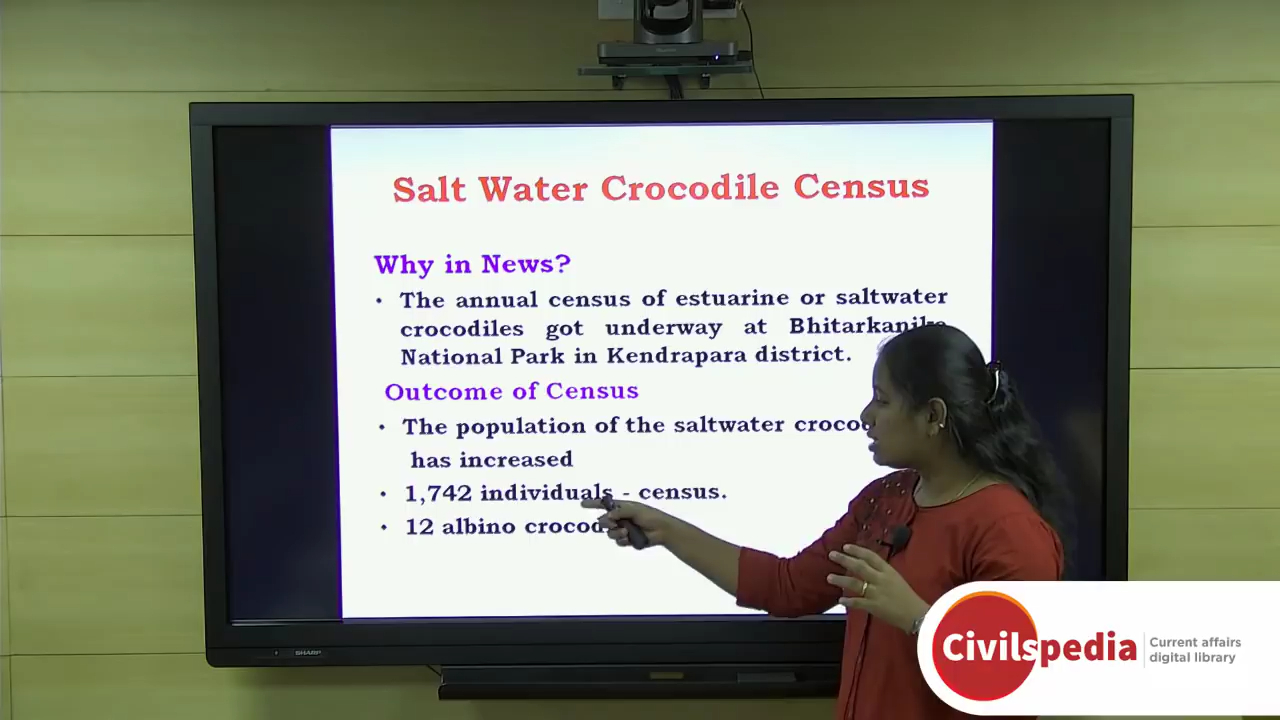 Salt Water Crocodile Census
Why in News?
• The annual census of estuarine or saltwater
crocodiles got underway at Bhitarkanika
National Park in Kendrapara district.
Outcome of Census
• The population of the saltwater
has increased
• 1,742 individuals - census.
• 12 albino
SHARP
Civilspedia
Current affairs
digital library